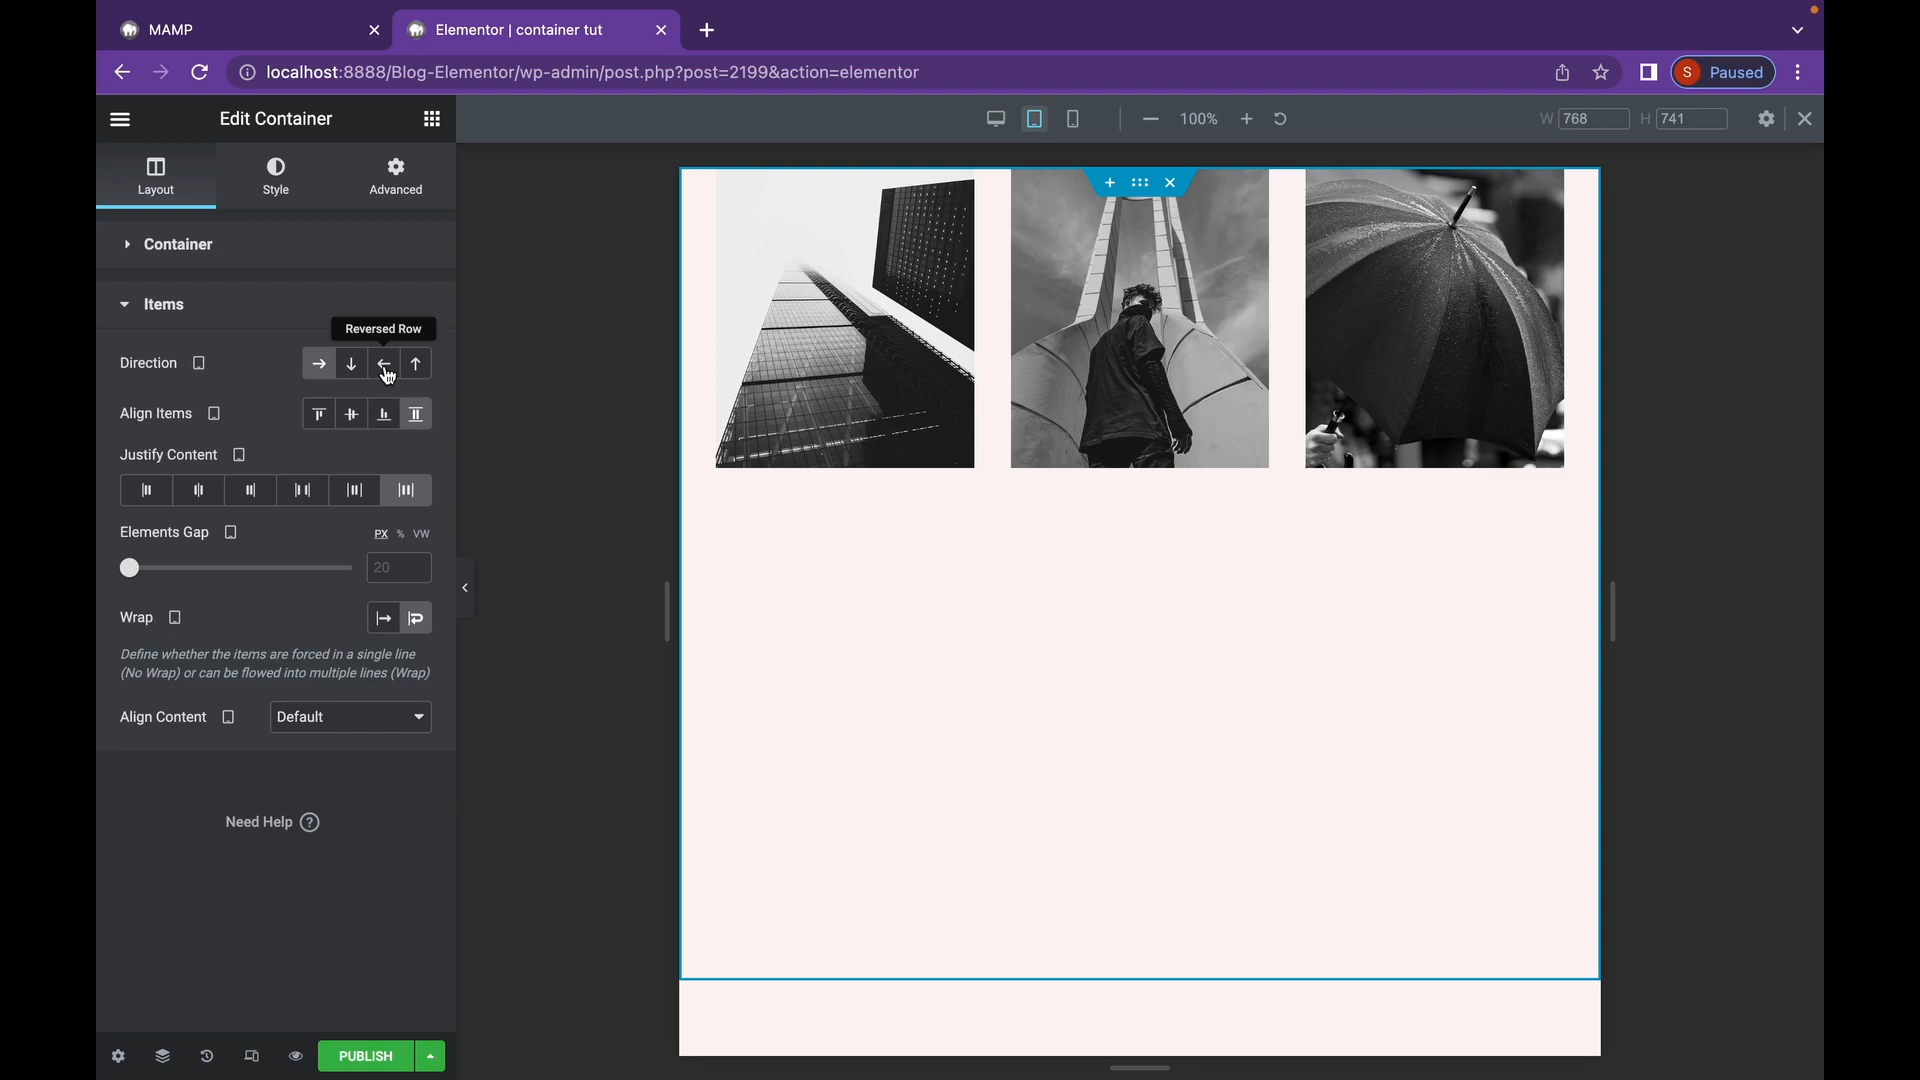 MAMP
Elementor | container tut
localhost:8888/Blog-Elementor/wp-admin/post.php?post=2199&action=elementor
S Paused
Edit Container
100%
W 768 H 741
Layout Style Advanced
Container
Items
Reversed Row
Direction
Align Items
Justify Content
Elements Gap PX % VW
20
Wrap
Define whether the items are forced in a single line
(No Wrap) or can be flowed into multiple lines (Wrap)
Align Content Default
Need Help ?
PUBLISH